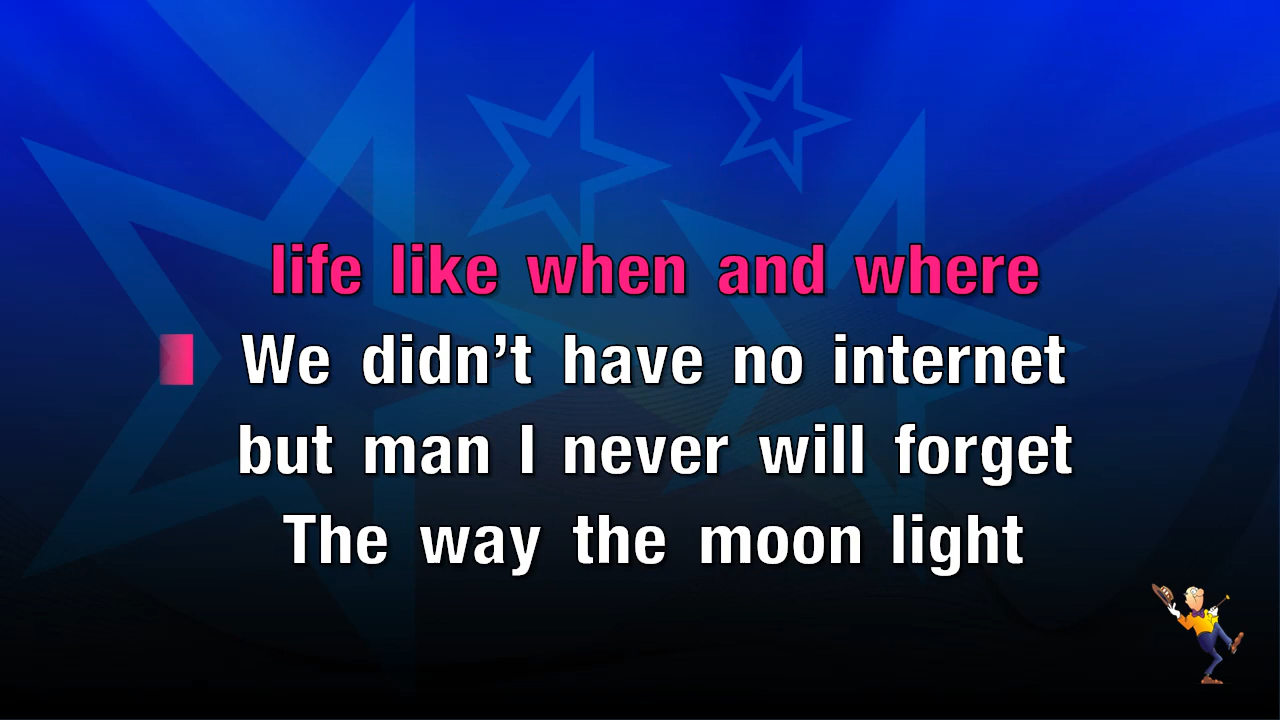 life like when and where
We didn’t have no internet
but man I never will forget
The way the moon light